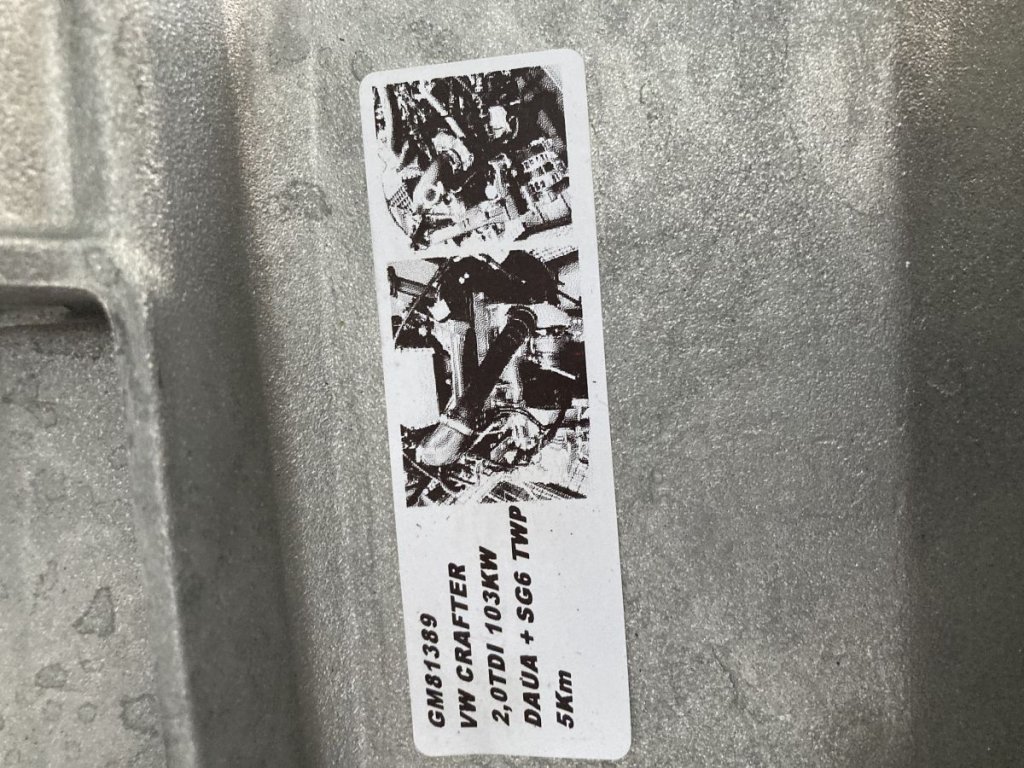 GM81389
VW CRAFTER
2,0TDI 103KW
DAUA + SG6 TWP
5Km